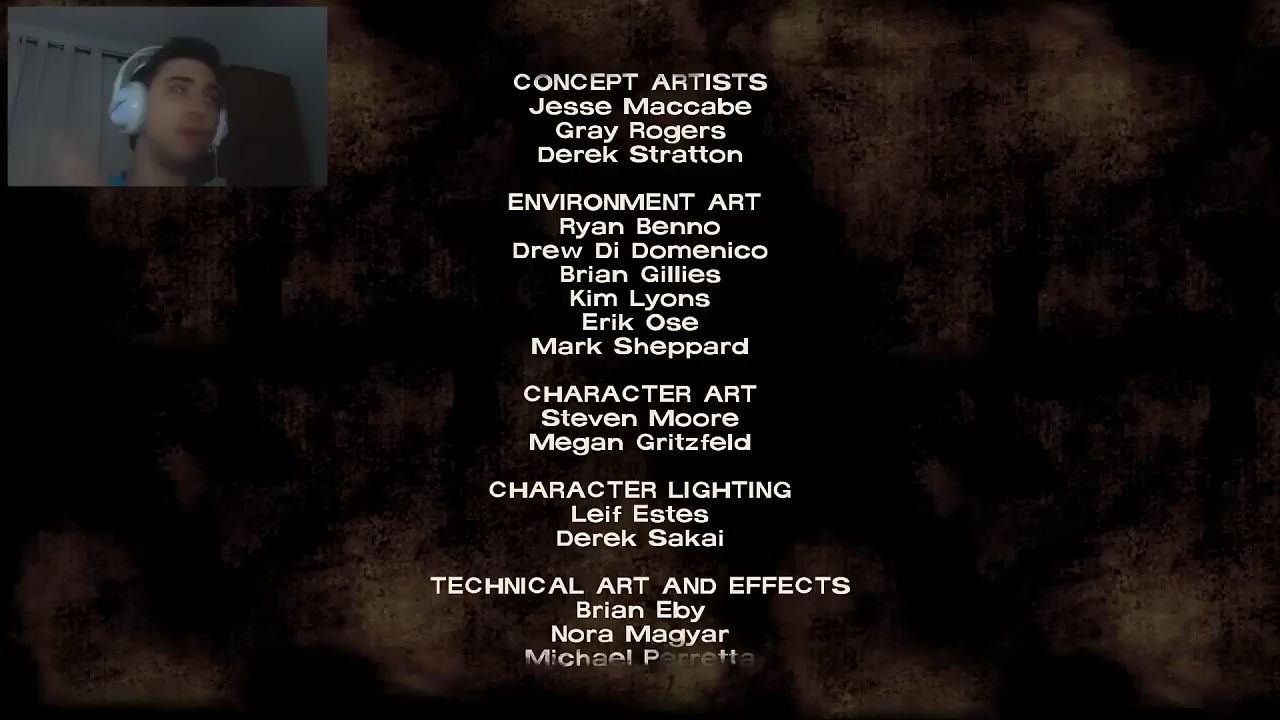 CONCEPT ARTISTS
Jesse Maccabe
Gray Rogers
Derek Stratton
ENVIRONMENT ART
Ryan Benno
Drew Di Domenico
Brian Gillies
Kim Lyons
Erik Ose
Mark Sheppard
CHARACTER ART
Steven Moore
Megan Gritzfeld
CHARACTER LIGHTING
Leif Estes
Derek Sakai
TECHNICAL ART AND EFFECTS
Brian Eby
Nora Magyar
Michael Perretta